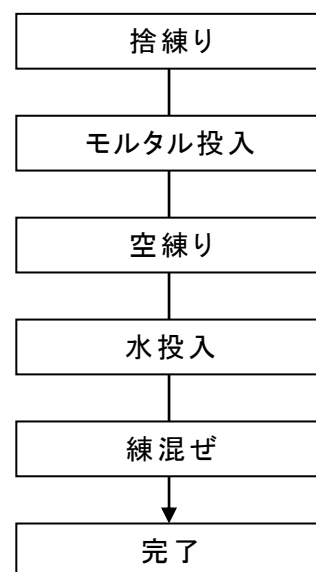 捨練り
モルタル投入
空練り
水投入
練混ぜ
完了